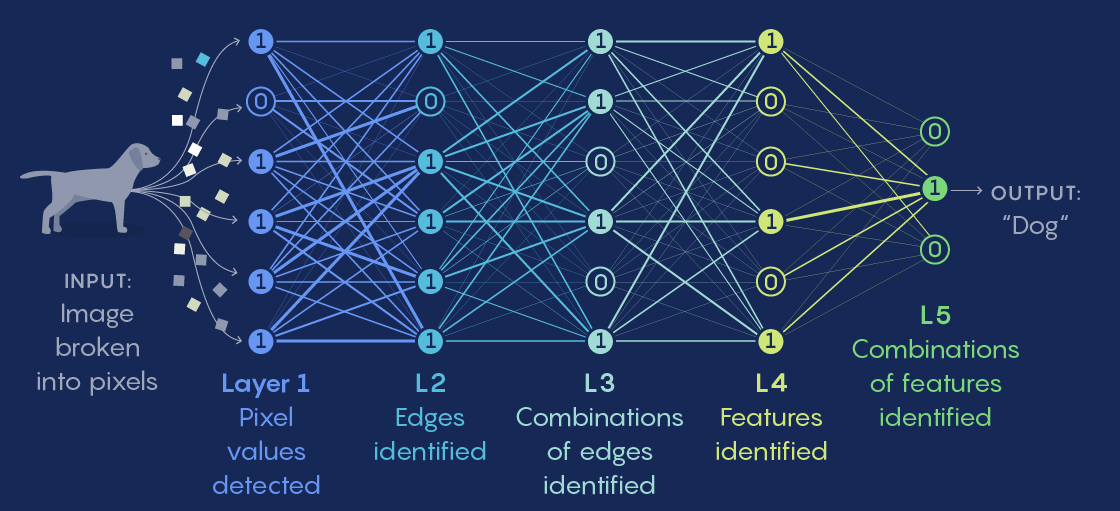 1 1 1 1
0 0 1 0
0
1 1 0 0
1
OUTPUT:
“Dog“
1 1 1 1
0
1 1 0 0
1 1 1 1
INPUT:
Image
broken
into pixels
Layer 1
Pixel
values
detected
L2
Edges
identified
L3
Combinations
of edges
identified
L4
Features
identified
L5
Combinations
of features
identified